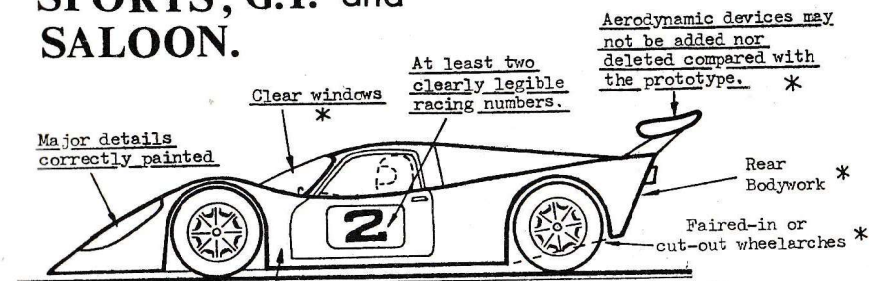 SPORTS, G.T. and
SALOON.
Aerodynamic devices may
not be added nor
deleted compared with
the prototype. *
At least two
clearly legible
racing numbers.
Clear windows
*
Major details
correctly painted
2
Rear
Bodywork *
Faired-in or
cut-out wheelarches *